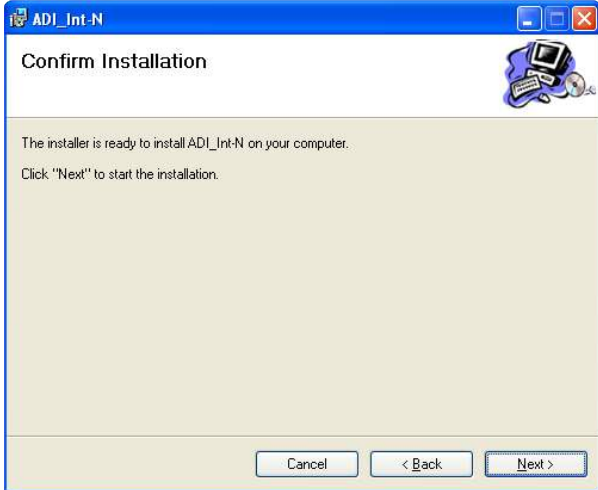 ADI_Int-N
Confirm Installation
The installer is ready to install ADI_Int-N on your computer.
Click "Next" to start the installation.
Cancel
< Back
Next >